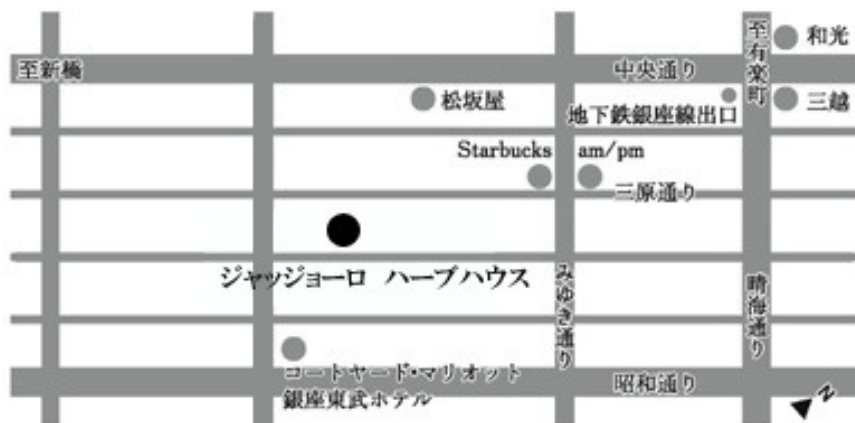 至有楽町
和光
至新橋
中央通り
松坂屋
三越
地下鉄銀座線出口
Starbucks
am/pm
三原通り
ジャッジョーロ ハーブハウス
みゆき通り
晴海通り
コートヤード・マリオット
銀座東武ホテル
昭和通り
N